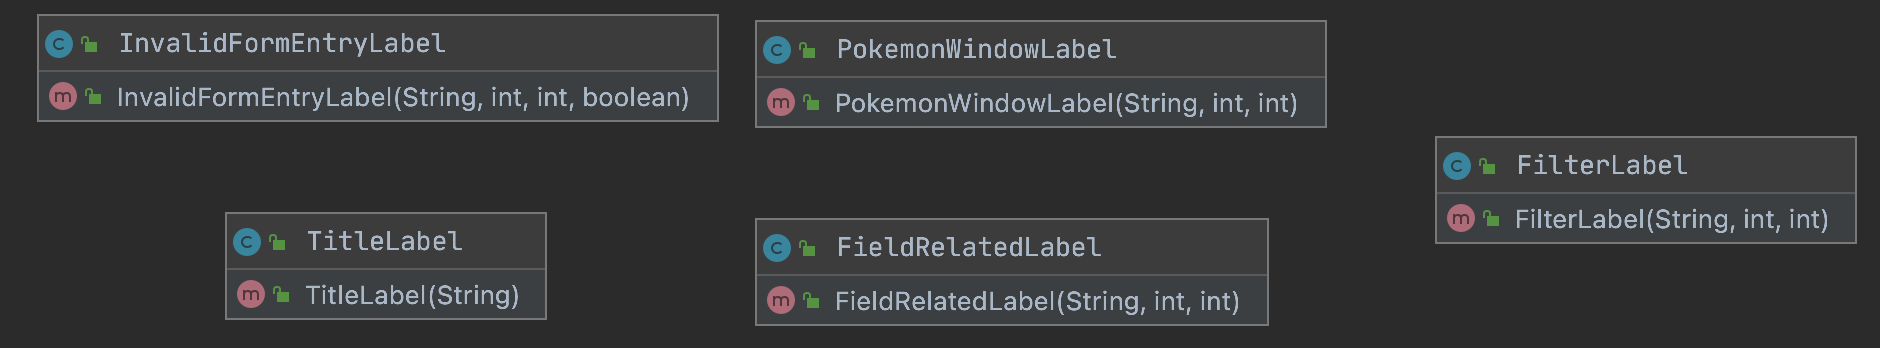 C InvalidFormEntryLabel
m InvalidFormEntryLabel(String, int, int, boolean)
C PokemonWindowLabel
m PokemonWindowLabel(String, int, int)
C FilterLabel
m FilterLabel(String, int, int)
C TitleLabel
m TitleLabel(String)
C FieldRelatedLabel
m FieldRelatedLabel(String, int, int)